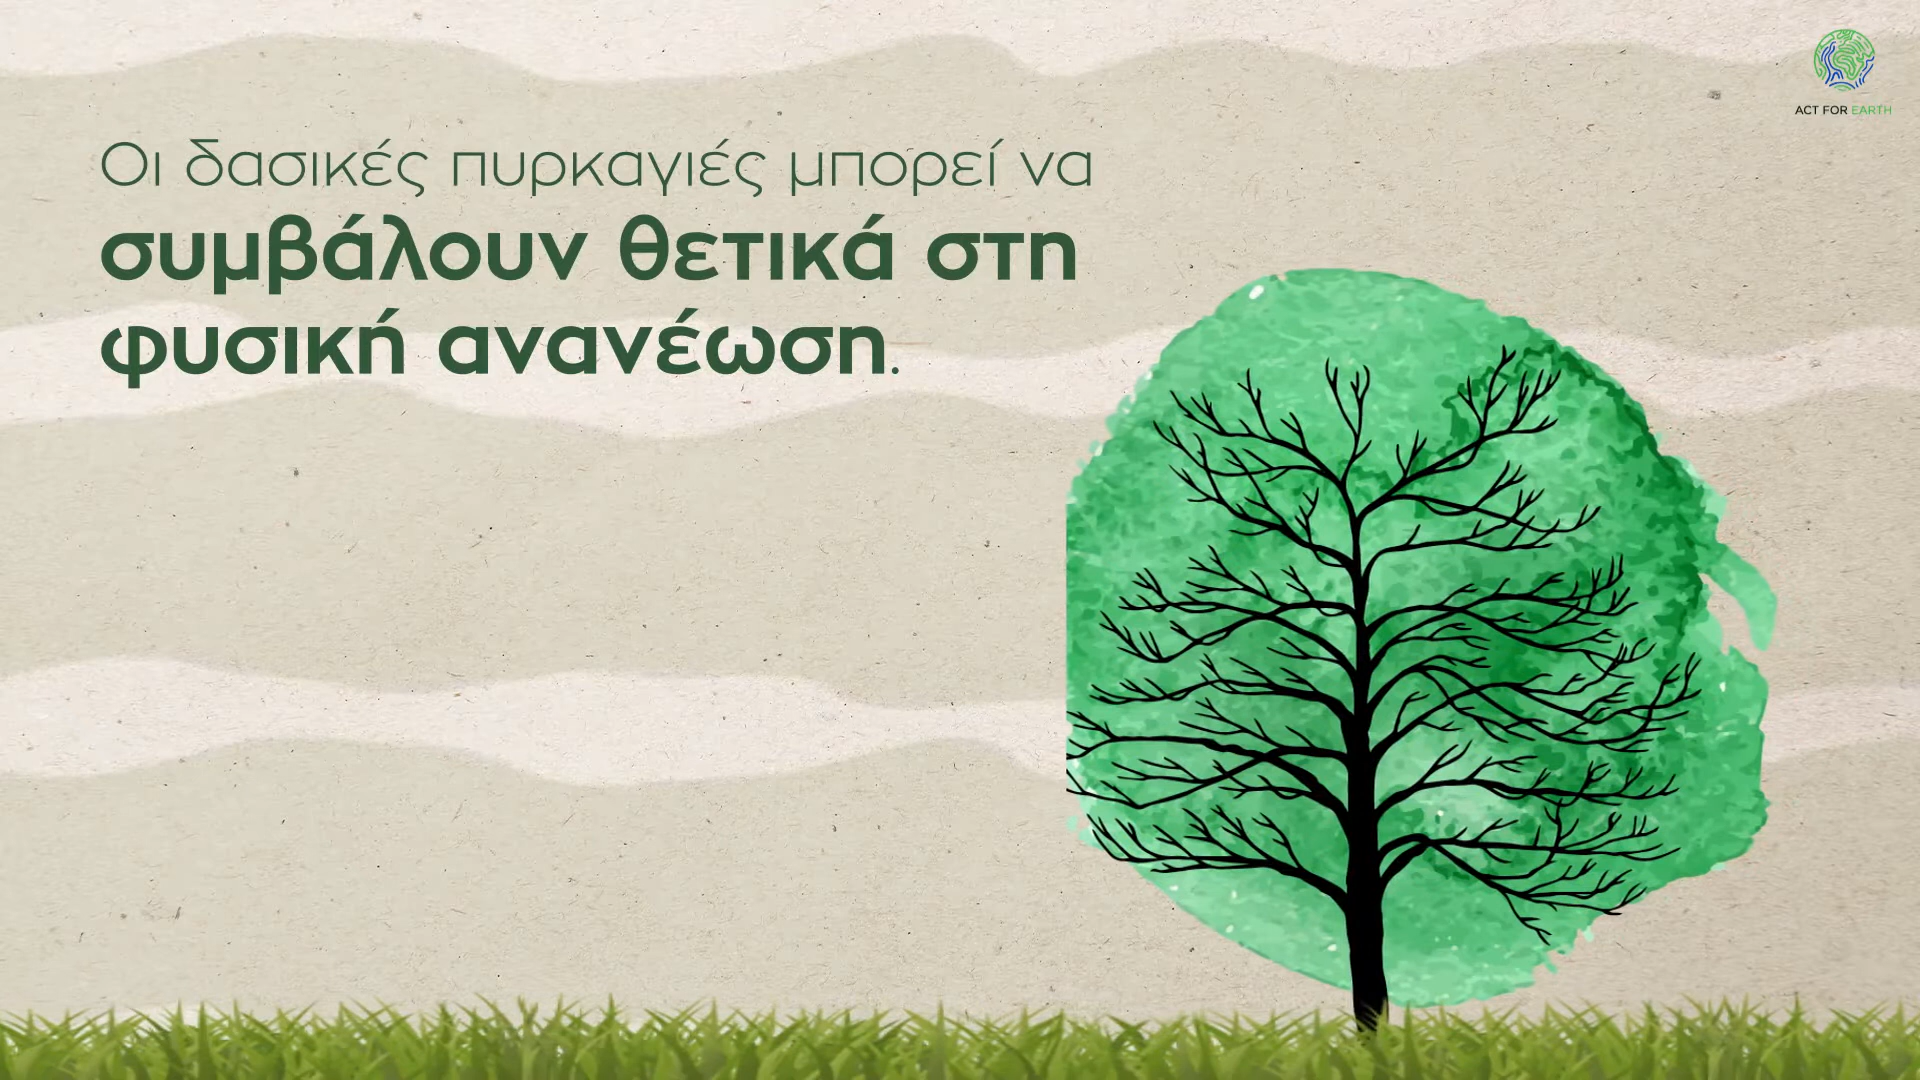 ACT FOR EARTH
Οι δασικές πυρκαγιές μπορεί να
συμβάλουν θετικά στη
φυσική ανανέωση.